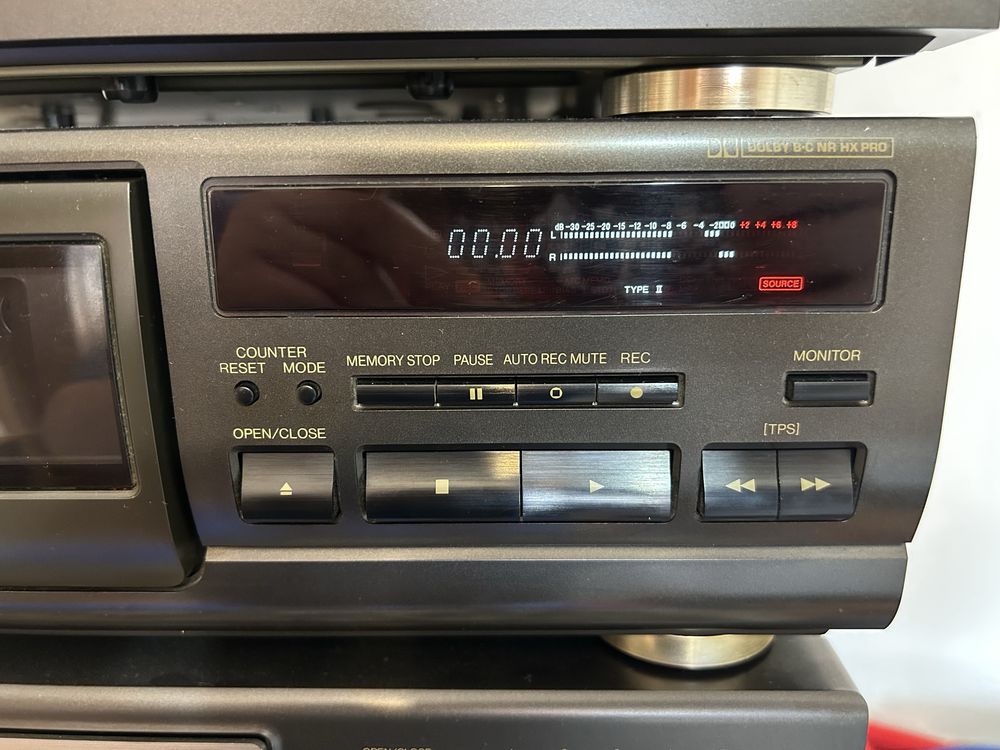 DOLBY B-C NR HX PRO
dB -30 -25 -20 -15 -12 -10 -8 -6 -4 -2 0 +2 +4 +6 +8
L
00.00
R
TYPE II
SOURCE
COUNTER
RESET MODE
MEMORY STOP PAUSE AUTO REC MUTE REC
MONITOR
OPEN/CLOSE
[TPS]
OPEN/CLOSE